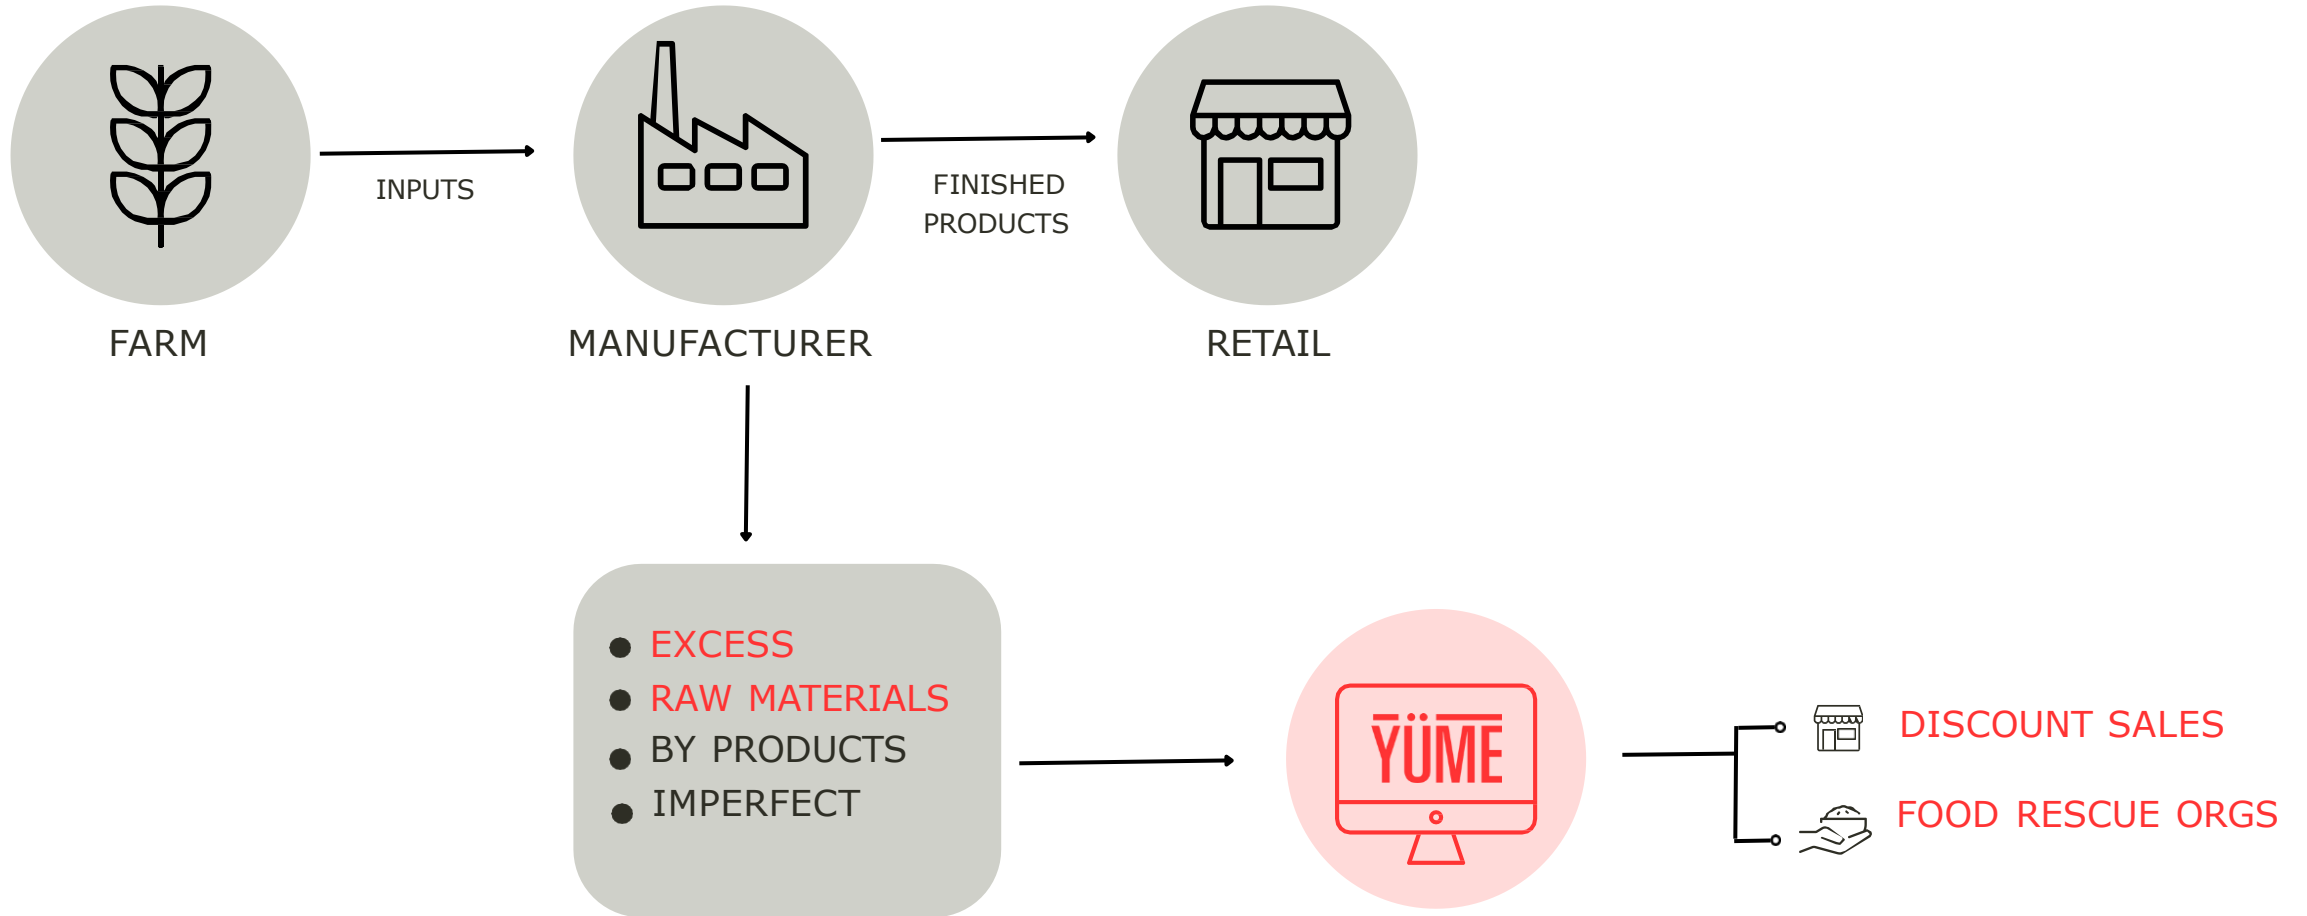 INPUTS
FINISHED
PRODUCTS
FARM
MANUFACTURER
RETAIL
EXCESS
RAW MATERIALS
BY PRODUCTS
IMPERFECT
YÜME
DISCOUNT SALES
FOOD RESCUE ORGS